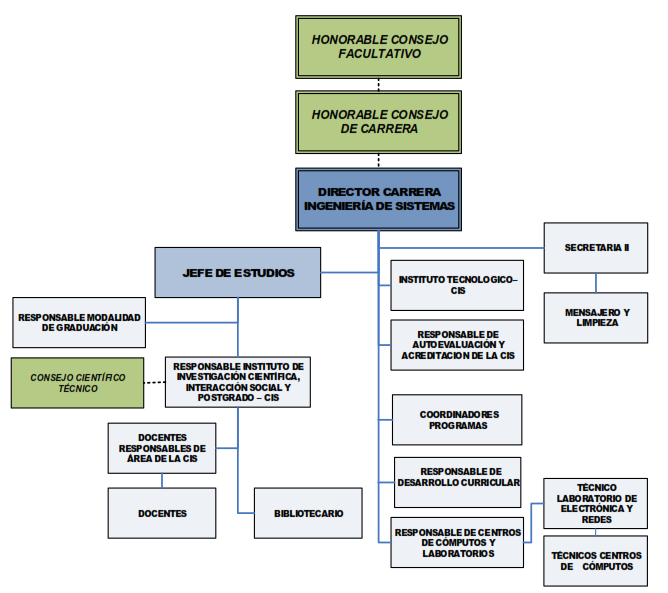 HONORABLE CONSEJO
FACULTATIVO
HONORABLE CONSEJO
DE CARRERA
DIRECTOR CARRERA
INGENIERÍA DE SISTEMAS
SECRETARIA II
JEFE DE ESTUDIOS
INSTITUTO TECNOLOGICO–
CIS
MENSAJERO Y
LIMPIEZA
RESPONSABLE MODALIDAD
DE GRADUACIÓN
RESPONSABLE DE
AUTOEVALUACIÓN Y
ACREDITACION DE LA CIS
CONSEJO CIENTÍFICO
TÉCNICO
RESPONSABLE INSTITUTO DE
INVESTIGACIÓN CIENTÍFICA,
INTERACCIÓN SOCIAL Y
POSTGRADO – CIS
COORDINADORES
PROGRAMAS
DOCENTES
RESPONSABLES DE
ÁREA DE LA CIS
RESPONSABLE DE
DESARROLLO CURRICULAR
DOCENTES
BIBLIOTECARIO
RESPONSABLE DE CENTROS
DE CÓMPUTOS Y
LABORATORIOS
TÉCNICO
LABORATORIO DE
ELECTRÓNICA Y
REDES
TÉCNICOS CENTROS
DE CÓMPUTOS